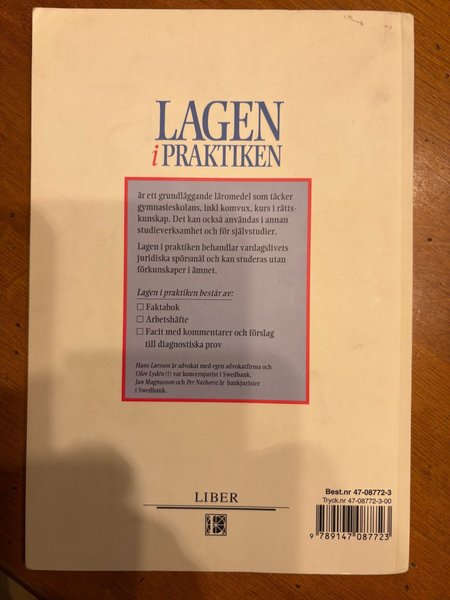 LAGEN
i PRAKTIKEN
är ett grundläggande läromedel som täcker
gymnasieskolans, inkl komvux, kurs i rätts-
kunskap. Det kan också användas i annan
studieverksamhet och för självstudier.
Lagen i praktiken behandlar vardagslivets
juridiska spörsmål och kan studeras utan
förkunskaper i ämnet.
Lagen i praktiken består av:
Faktabok
Arbetshäfte
Facit med kommentarer och förslag
till diagnostiska prov
Hans Larsson är advokat med egen advokatfirma och
Olov Lydén (†) var koncernjurist i Swedbank.
Jan Magnusson och Per Nathorst är bankjurister
i Swedbank.
LIBER
Best.nr 47-08772-3
Tryck.nr 47-08772-3-00
9 789147 087723